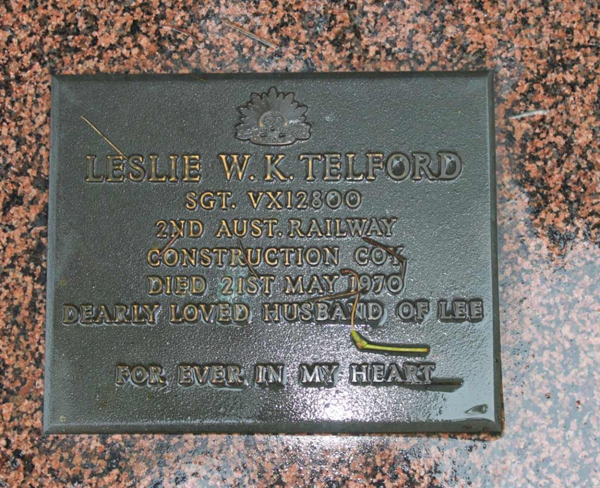 LESLIE W. K. TELFORD
SGT. VX12800
2ND AUST. RAILWAY
CONSTRUCTION COY.
DIED 21ST MAY 1970
DEARLY LOVED HUSBAND OF LEE
FOR EVER IN MY HEART